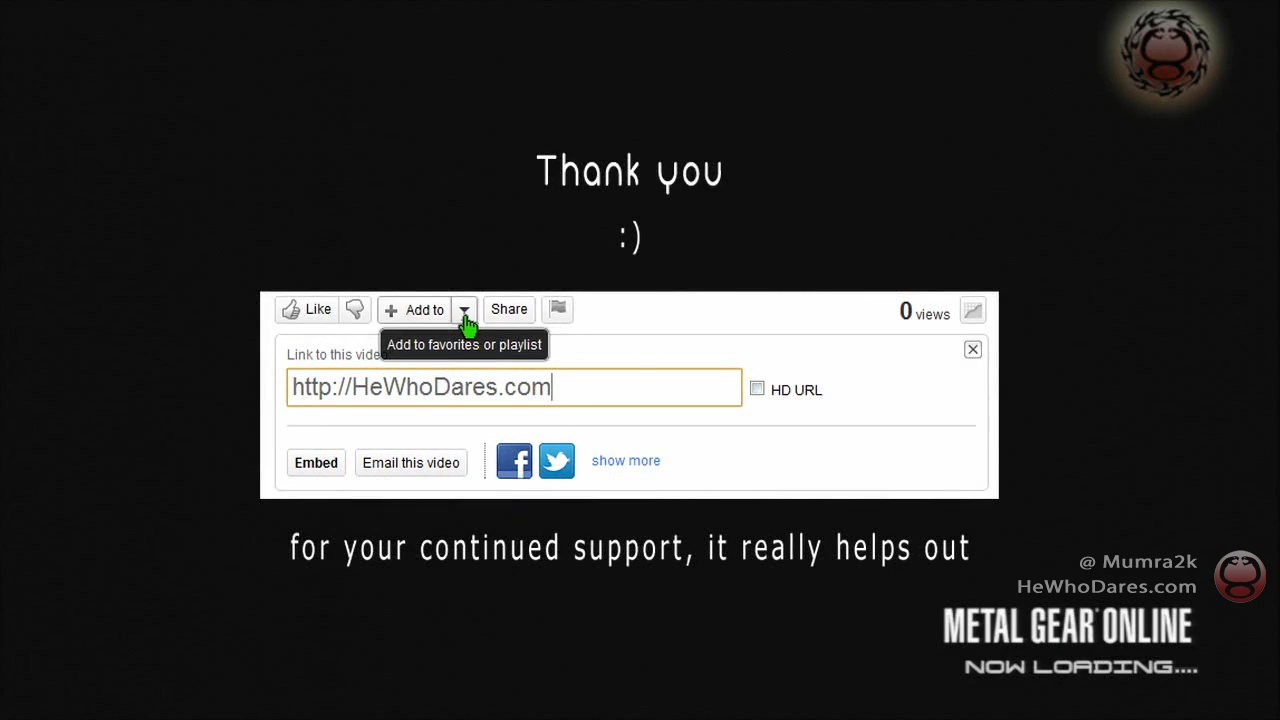 Thank you
:)
Like Add to Share 0 views
Add to favorites or playlist
Link to this video
http://HeWhoDares.com
HD URL
Embed Email this video show more
for your continued support, it really helps out
@ Mumra2k
HeWhoDares.com
METAL GEAR ONLINE
NOW LOADING....